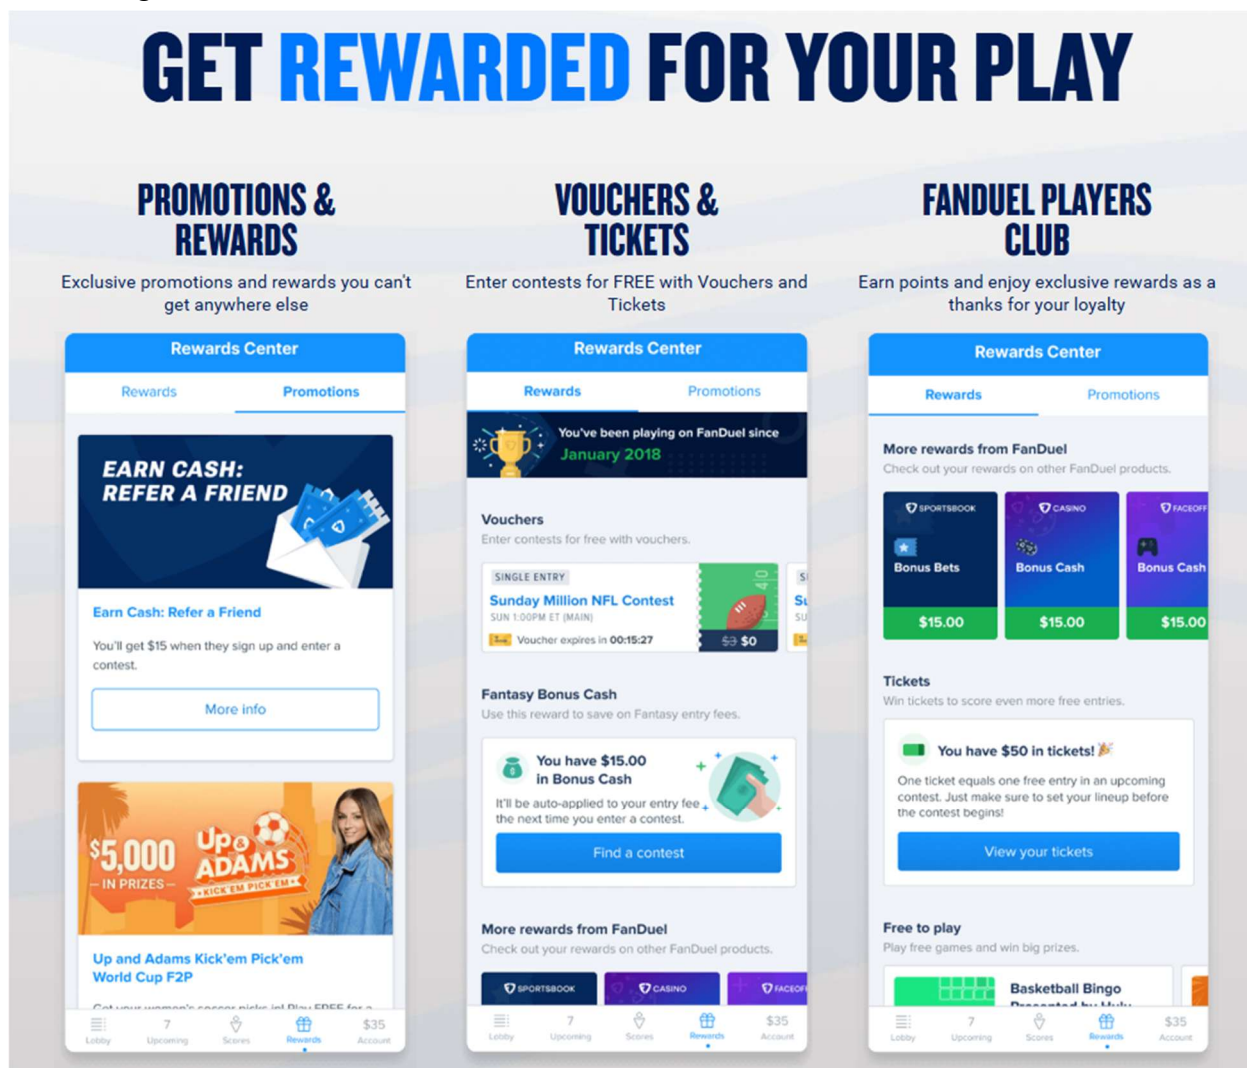 GET REWARDED FOR YOUR PLAY
PROMOTIONS &
REWARDS
Exclusive promotions and rewards you can't
get anywhere else
Rewards Center
Rewards Promotions
EARN CASH:
REFER A FRIEND
Earn Cash: Refer a Friend
You'll get $15 when they sign up and enter a
contest.
More info
$5,000
IN PRIZES
UP &
ADAMS
KICK'EM PICK'EM
Up and Adams Kick'em Pick'em
World Cup F2P
Get your women's soccer picks in! Play FREE for a
Lobby
7
Upcoming
Scores
Rewards
$35
Account
VOUCHERS &
TICKETS
Enter contests for FREE with Vouchers and
Tickets
Rewards Center
Rewards Promotions
You've been playing on FanDuel since
January 2018
Vouchers
Enter contests for free with vouchers.
SINGLE ENTRY
Sunday Million NFL Contest
SUN 1:00PM ET (MAIN)
Voucher expires in 00:15:27
$3 $0
Fantasy Bonus Cash
Use this reward to save on Fantasy entry fees.
You have $15.00
in Bonus Cash
It'll be auto-applied to your entry fee
the next time you enter a contest.
Find a contest
More rewards from FanDuel
Check out your rewards on other FanDuel products.
SPORTSBOOK
CASINO
FACEOF
Lobby
7
Upcoming
Scores
Rewards
$35
Account
FANDUEL PLAYERS
CLUB
Earn points and enjoy exclusive rewards as a
thanks for your loyalty
Rewards Center
Rewards Promotions
More rewards from FanDuel
Check out your rewards on other FanDuel products.
SPORTSBOOK
Bonus Bets
$15.00
CASINO
Bonus Cash
$15.00
FACEOFF
Bonus Cash
$15.00
Tickets
Win tickets to score even more free entries.
You have $50 in tickets! 🎉
One ticket equals one free entry in an upcoming
contest. Just make sure to set your lineup before
the contest begins!
View your tickets
Free to play
Play free games and win big prizes.
Basketball Bingo
Presented by Hulu
Lobby
7
Upcoming
Scores
Rewards
$35
Account